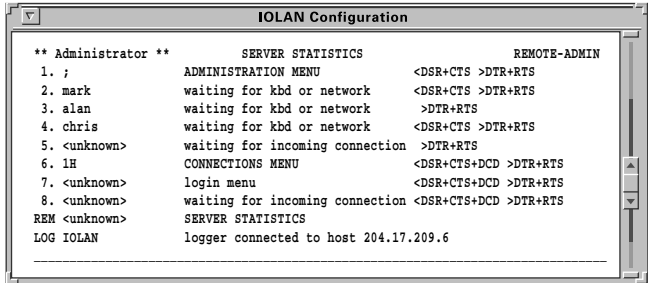 IOLAN Configuration
** Administrator ** SERVER STATISTICS REMOTE-ADMIN
1. ; ADMINISTRATION MENU <DSR+CTS >DTR+RTS
2. mark waiting for kbd or network <DSR+CTS >DTR+RTS
3. alan waiting for kbd or network >DTR+RTS
4. chris waiting for kbd or network <DSR+CTS >DTR+RTS
5. <unknown> waiting for incoming connection >DTR+RTS
6. lH CONNECTIONS MENU <DSR+CTS+DCD >DTR+RTS
7. <unknown> login menu <DSR+CTS+DCD >DTR+RTS
8. <unknown> waiting for incoming connection <DSR+CTS+DCD >DTR+RTS
REM <unknown> SERVER STATISTICS
LOG IOLAN logger connected to host 204.17.209.6